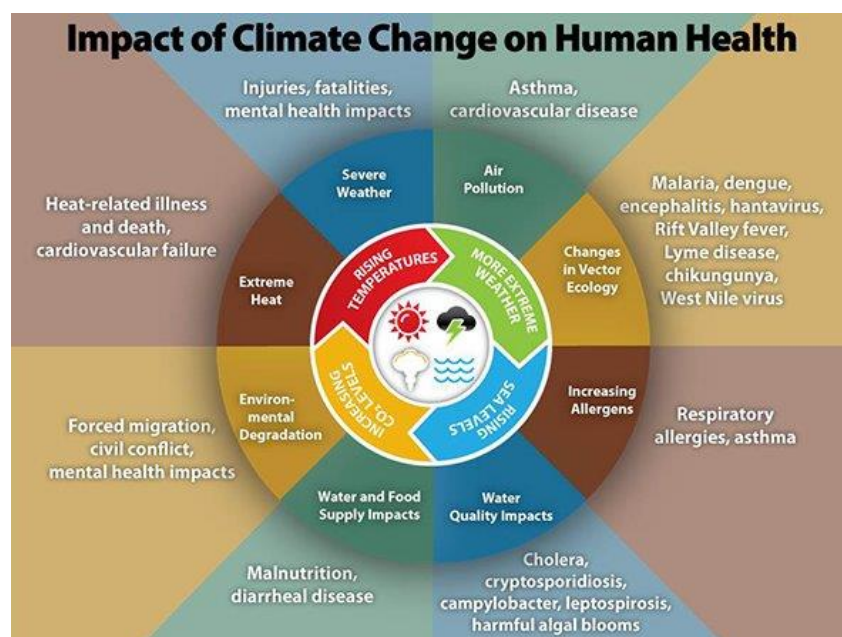 Impact of Climate Change on Human Health
Injuries, fatalities,
mental health impacts
Asthma,
cardiovascular disease
Severe
Weather
Air
Pollution
Heat-related illness
and death,
cardiovascular failure
Malaria, dengue,
encephalitis, hantavirus,
Rift Valley fever,
Lyme disease,
chikungunya,
West Nile virus
Extreme
Heat
Changes
in Vector
Ecology
RISING
TEMPERATURES
MORE EXTREME
WEATHER
RISING
SEA LEVELS
INCREASING
CO₂ LEVELS
Environ-
mental
Degradation
Increasing
Allergens
Forced migration,
civil conflict,
mental health impacts
Respiratory
allergies, asthma
Water and Food
Supply Impacts
Water
Quality Impacts
Malnutrition,
diarrheal disease
Cholera,
cryptosporidiosis,
campylobacter, leptospirosis,
harmful algal blooms